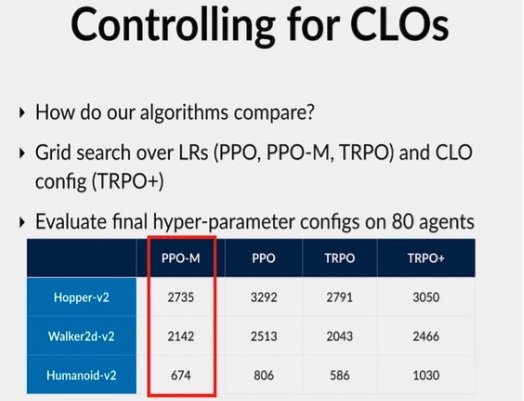 Controlling for CLOs
How do our algorithms compare?
Grid search over LRs (PPO, PPO-M, TRPO) and CLO
config (TRPO+)
Evaluate final hyper-parameter configs on 80 agents
PPO-M PPO TRPO TRPO+
Hopper-v2 2735 3292 2791 3050
Walker2d-v2 2142 2513 2043 2466
Humanoid-v2 674 806 586 1030